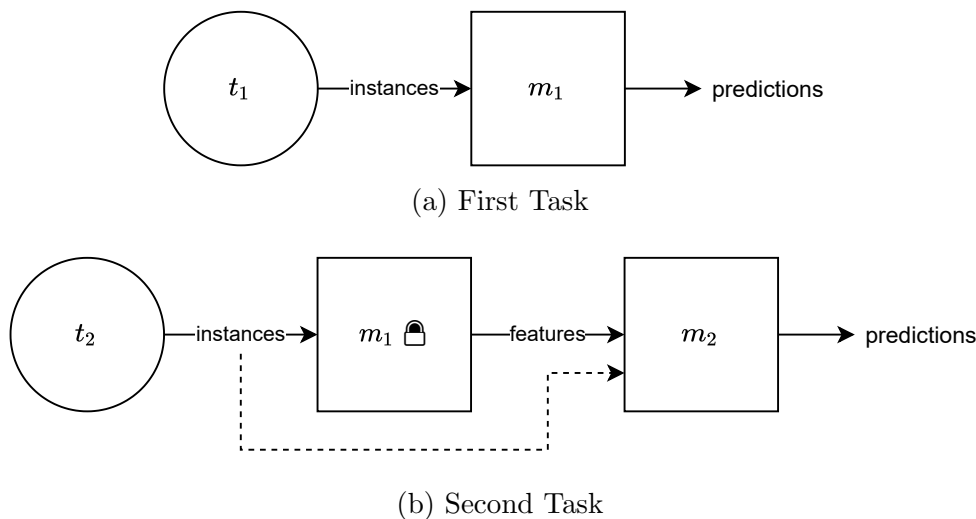 t₁ instances m₁ predictions
(a) First Task
t₂ instances m₁ features m₂ predictions
(b) Second Task